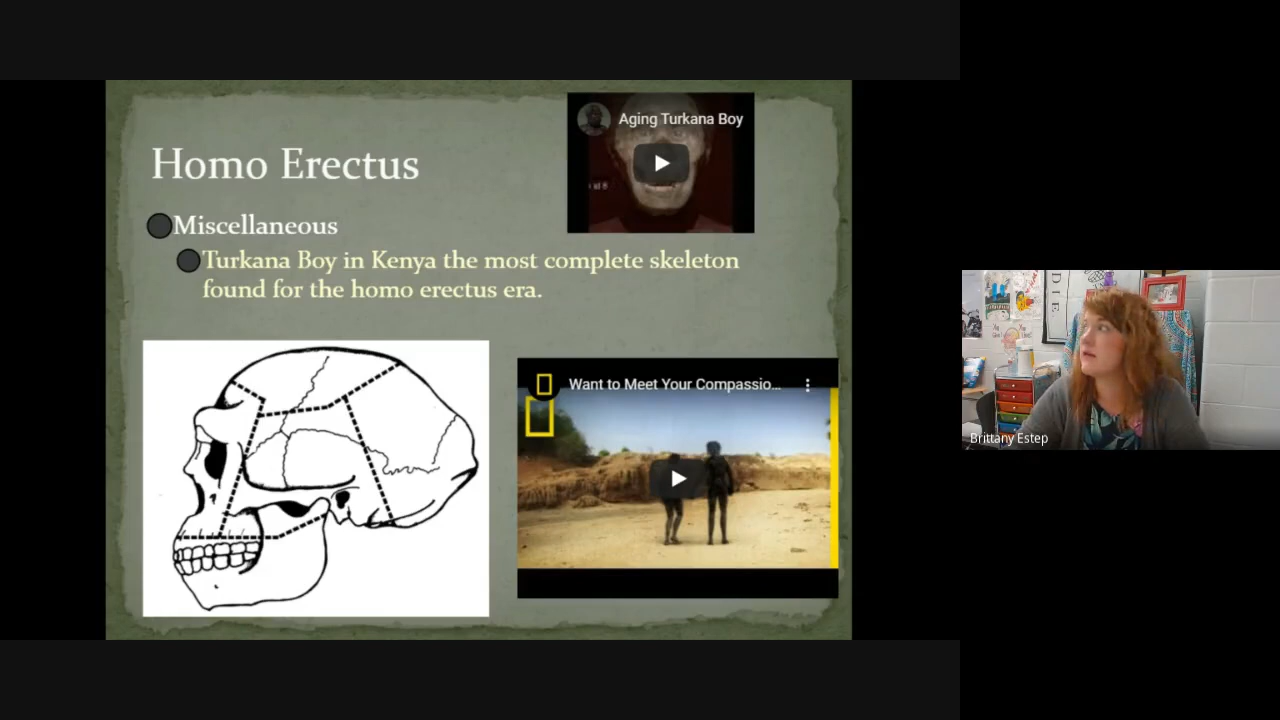 Aging Turkana Boy
Homo Erectus
Miscellaneous
Turkana Boy in Kenya the most complete skeleton
found for the homo erectus era.
Want to Meet Your Compassio...
DIE
Brittany Estep